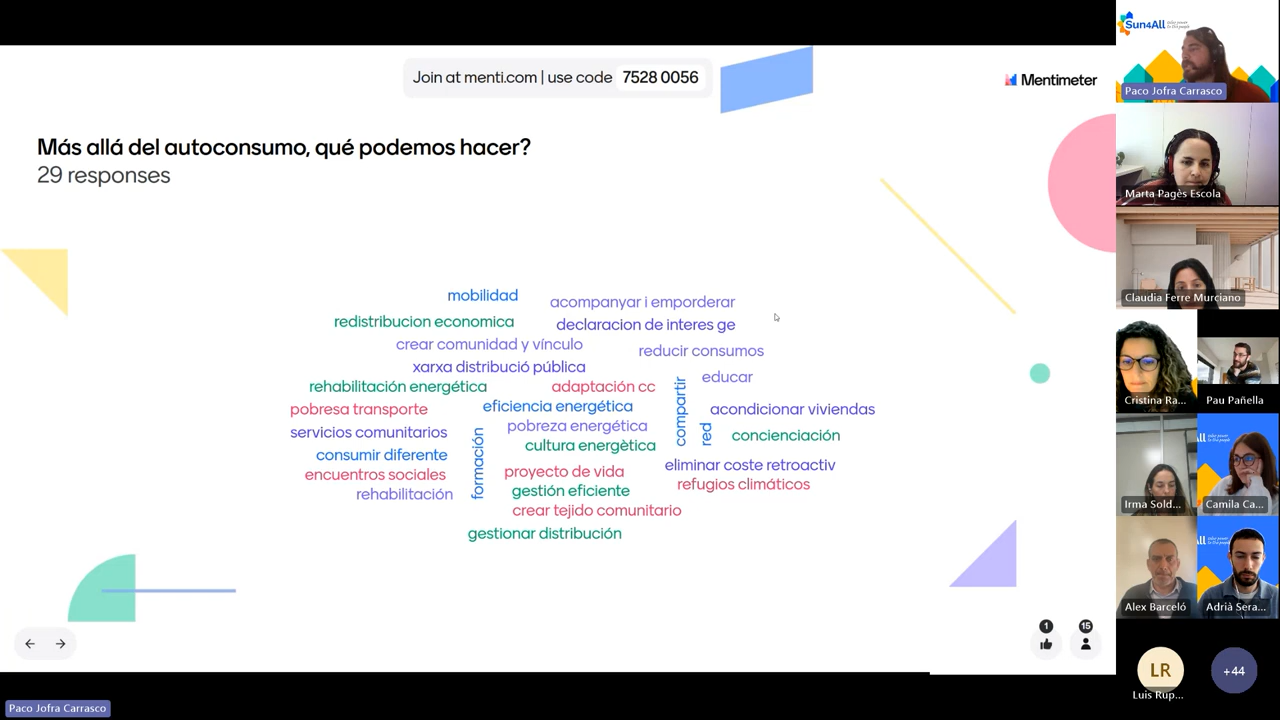 Join at menti.com | use code 7528 0056
Mentimeter
Más allá del autoconsumo, qué podemos hacer?
29 responses
mobilidad
acompanyar i emporderar
redistribucion economica
declaracion de interes ge
crear comunidad y vínculo
reducir consumos
xarxa distribució pública
educar
rehabilitación energética
adaptación cc
compartir
pobresa transporte
eficiencia energética
acondicionar viviendas
pobreza energética
red
servicios comunitarios
formación
cultura energètica
concienciación
consumir diferente
eliminar coste retroactiv
encuentros sociales
proyecto de vida
refugios climáticos
rehabilitación
gestión eficiente
crear tejido comunitario
gestionar distribución
1
15
Paco Jofra Carrasco
Sun4All
Paco Jofra Carrasco
Marta Pagès Escola
Claudia Ferre Murciano
Cristina Ra...
Pau Pañella
Irma Sold...
Camila Ca...
Alex Barceló
Adrià Sera...
LR
+44
Luis Rup...